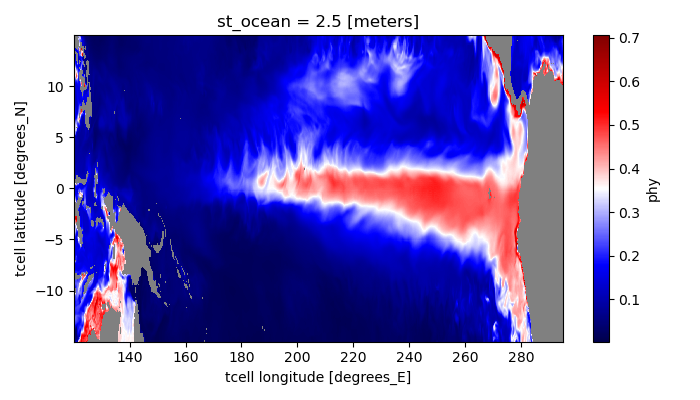 st_ocean = 2.5 [meters]
10
5
0
−5
−10
tcell latitude [degrees_N]
140 160 180 200 220 240 260 280
tcell longitude [degrees_E]
0.7
0.6
0.5
0.4
0.3
0.2
0.1
phy